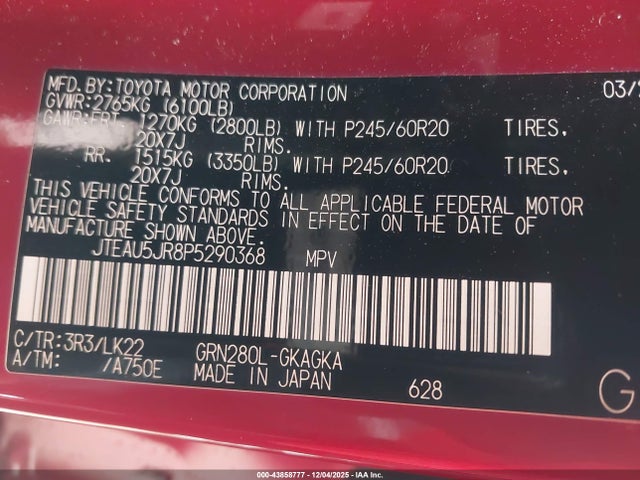 MFD.BY:TOYOTA MOTOR CORPORATION 03/
GVWR:2765KG (6100LB)
GAWR:FRT. 1270KG (2800LB) WITH P245/60R20 TIRES,
20X7J RIMS.
RR. 1515KG (3350LB) WITH P245/60R20 TIRES,
20X7J RIMS.
THIS VEHICLE CONFORMS TO ALL APPLICABLE FEDERAL MOTOR
VEHICLE SAFETY STANDARDS IN EFFECT ON THE DATE OF
MANUFACTURE SHOWN ABOVE.
JTEAU5JR8P5290368 MPV
C/TR:3R3/LK22 GRN280L-GKAGKA
A/TM: /A750E MADE IN JAPAN 628 G
000-43858777 | 12/04/2025 | IAA Inc.